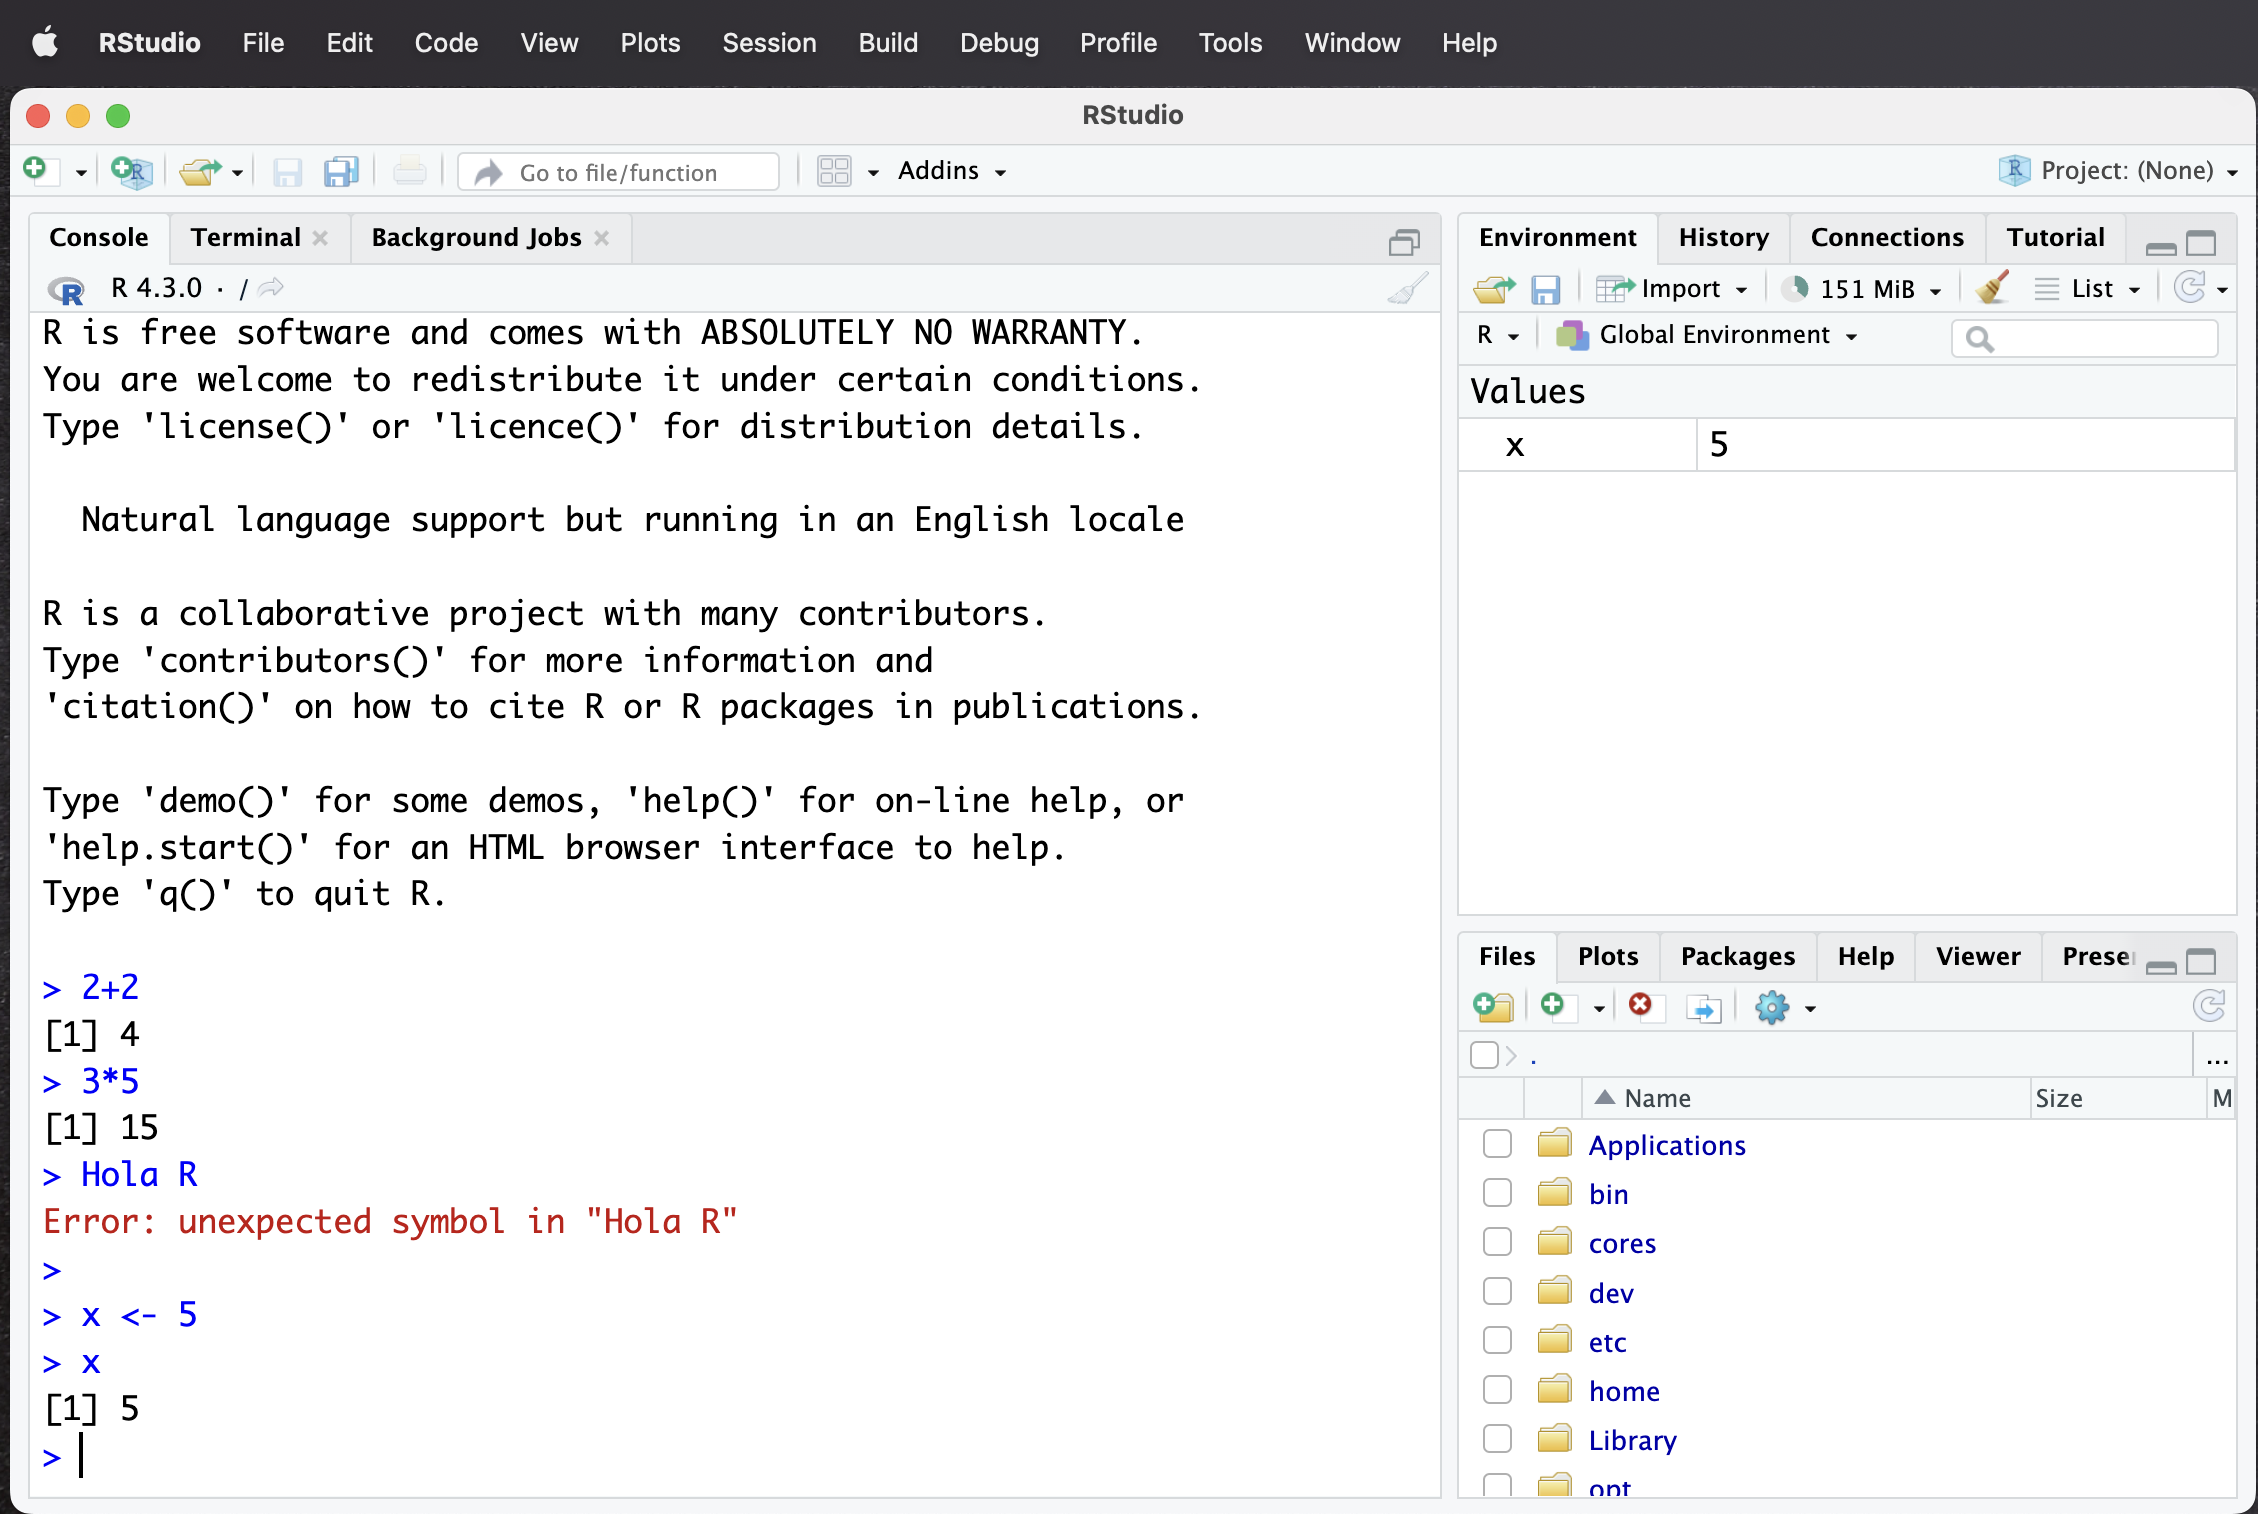 RStudio File Edit Code View Plots Session Build Debug Profile Tools Window Help
RStudio
Go to file/function Addins Project: (None)
Console Terminal Background Jobs
R 4.3.0 · /
R is free software and comes with ABSOLUTELY NO WARRANTY.
You are welcome to redistribute it under certain conditions.
Type 'license()' or 'licence()' for distribution details.
Natural language support but running in an English locale
R is a collaborative project with many contributors.
Type 'contributors()' for more information and
'citation()' on how to cite R or R packages in publications.
Type 'demo()' for some demos, 'help()' for on-line help, or
'help.start()' for an HTML browser interface to help.
Type 'q()' to quit R.
> 2+2
[1] 4
> 3*5
[1] 15
> Hola R
Error: unexpected symbol in "Hola R"
>
> x <- 5
> x
[1] 5
>
Environment History Connections Tutorial
Import 151 MiB List
R Global Environment
Values
x 5
Files Plots Packages Help Viewer Prese
.
...
Name Size M
Applications
bin
cores
dev
etc
home
Library
opt